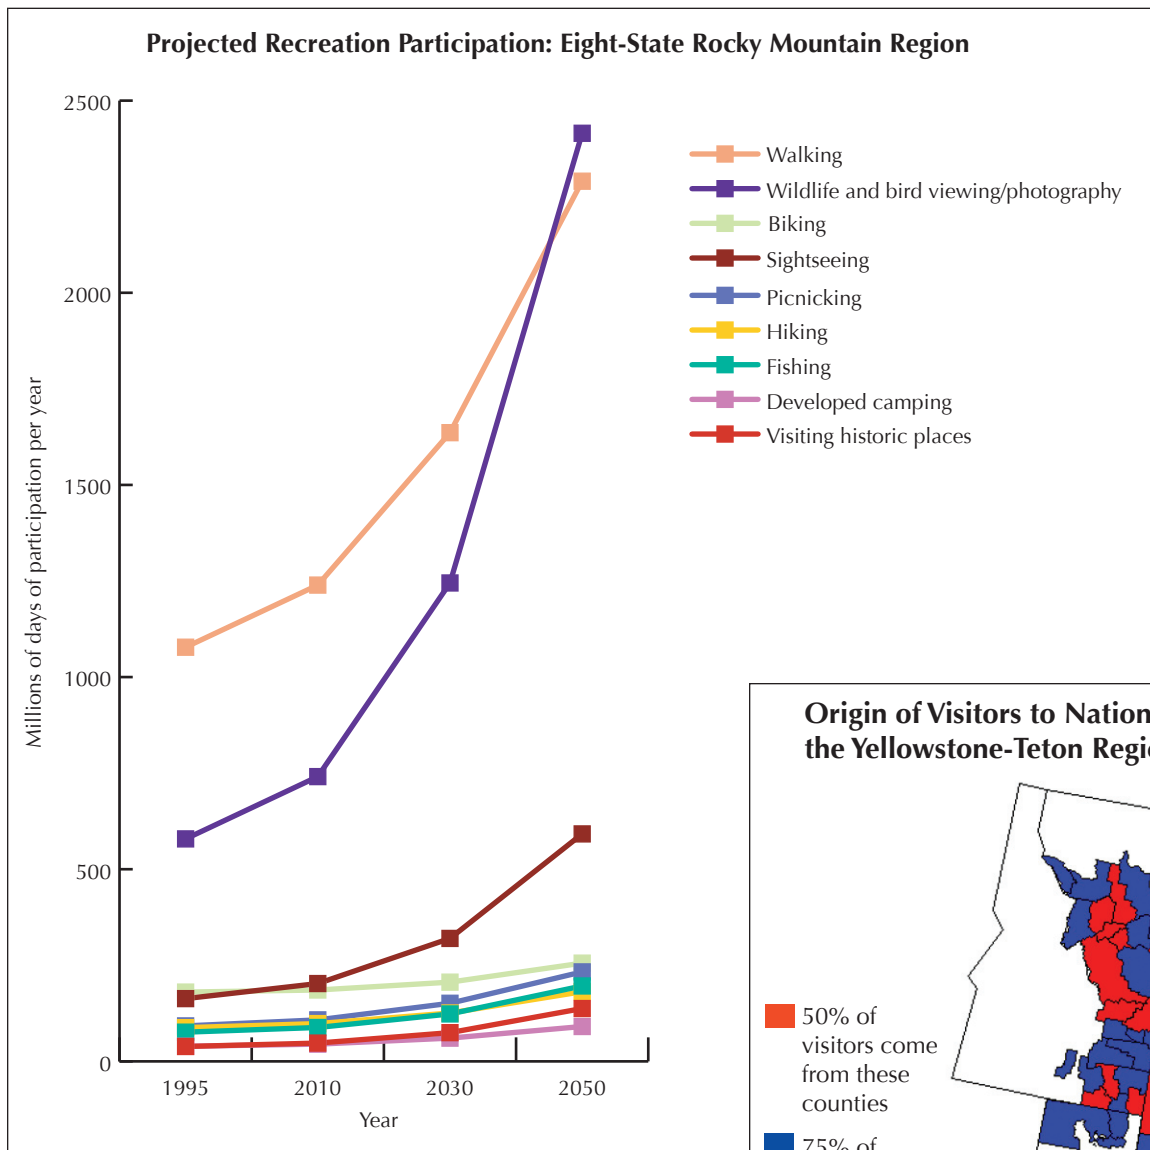 Projected Recreation Participation: Eight-State Rocky Mountain Region
2500
2000
1500
1000
500
0
Millions of days of participation per year
1995
2010
2030
2050
Year
Walking
Wildlife and bird viewing/photography
Biking
Sightseeing
Picnicking
Hiking
Fishing
Developed camping
Visiting historic places
Origin of Visitors to Nation
the Yellowstone-Teton Regi
50% of
visitors come
from these
counties
75% of